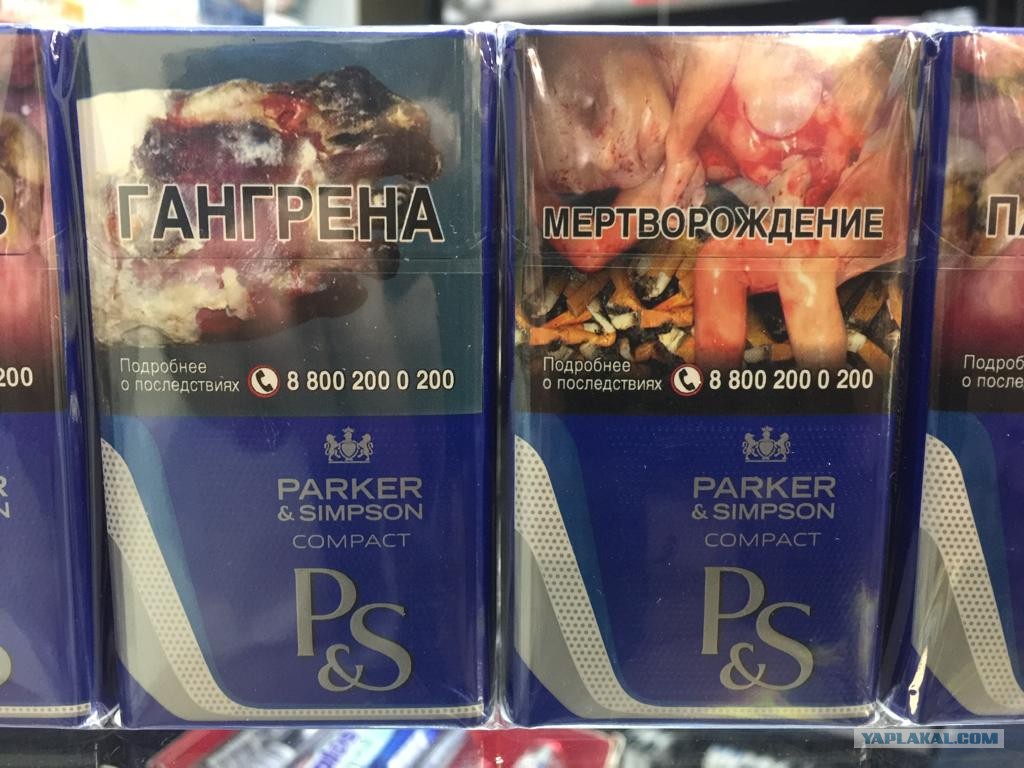 ГАНГРЕНА
Подробнее
о последствиях
8 800 200 0 200
PARKER
& SIMPSON
COMPACT
P&S
МЕРТВОРОЖДЕНИЕ
Подробнее
о последствиях
8 800 200 0 200
PARKER
& SIMPSON
COMPACT
P&S
200
YAPLAKAL.COM